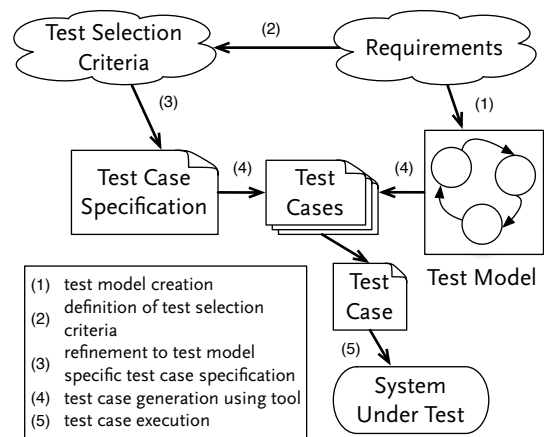 Test Selection
Criteria
(2)
Requirements
(3)
(1)
Test Case
Specification
(4)
Test
Cases
(4)
Test Model
Test
Case
(5)
System
Under Test
(1) test model creation
(2) definition of test selection
criteria
(3) refinement to test model
specific test case specification
(4) test case generation using tool
(5) test case execution